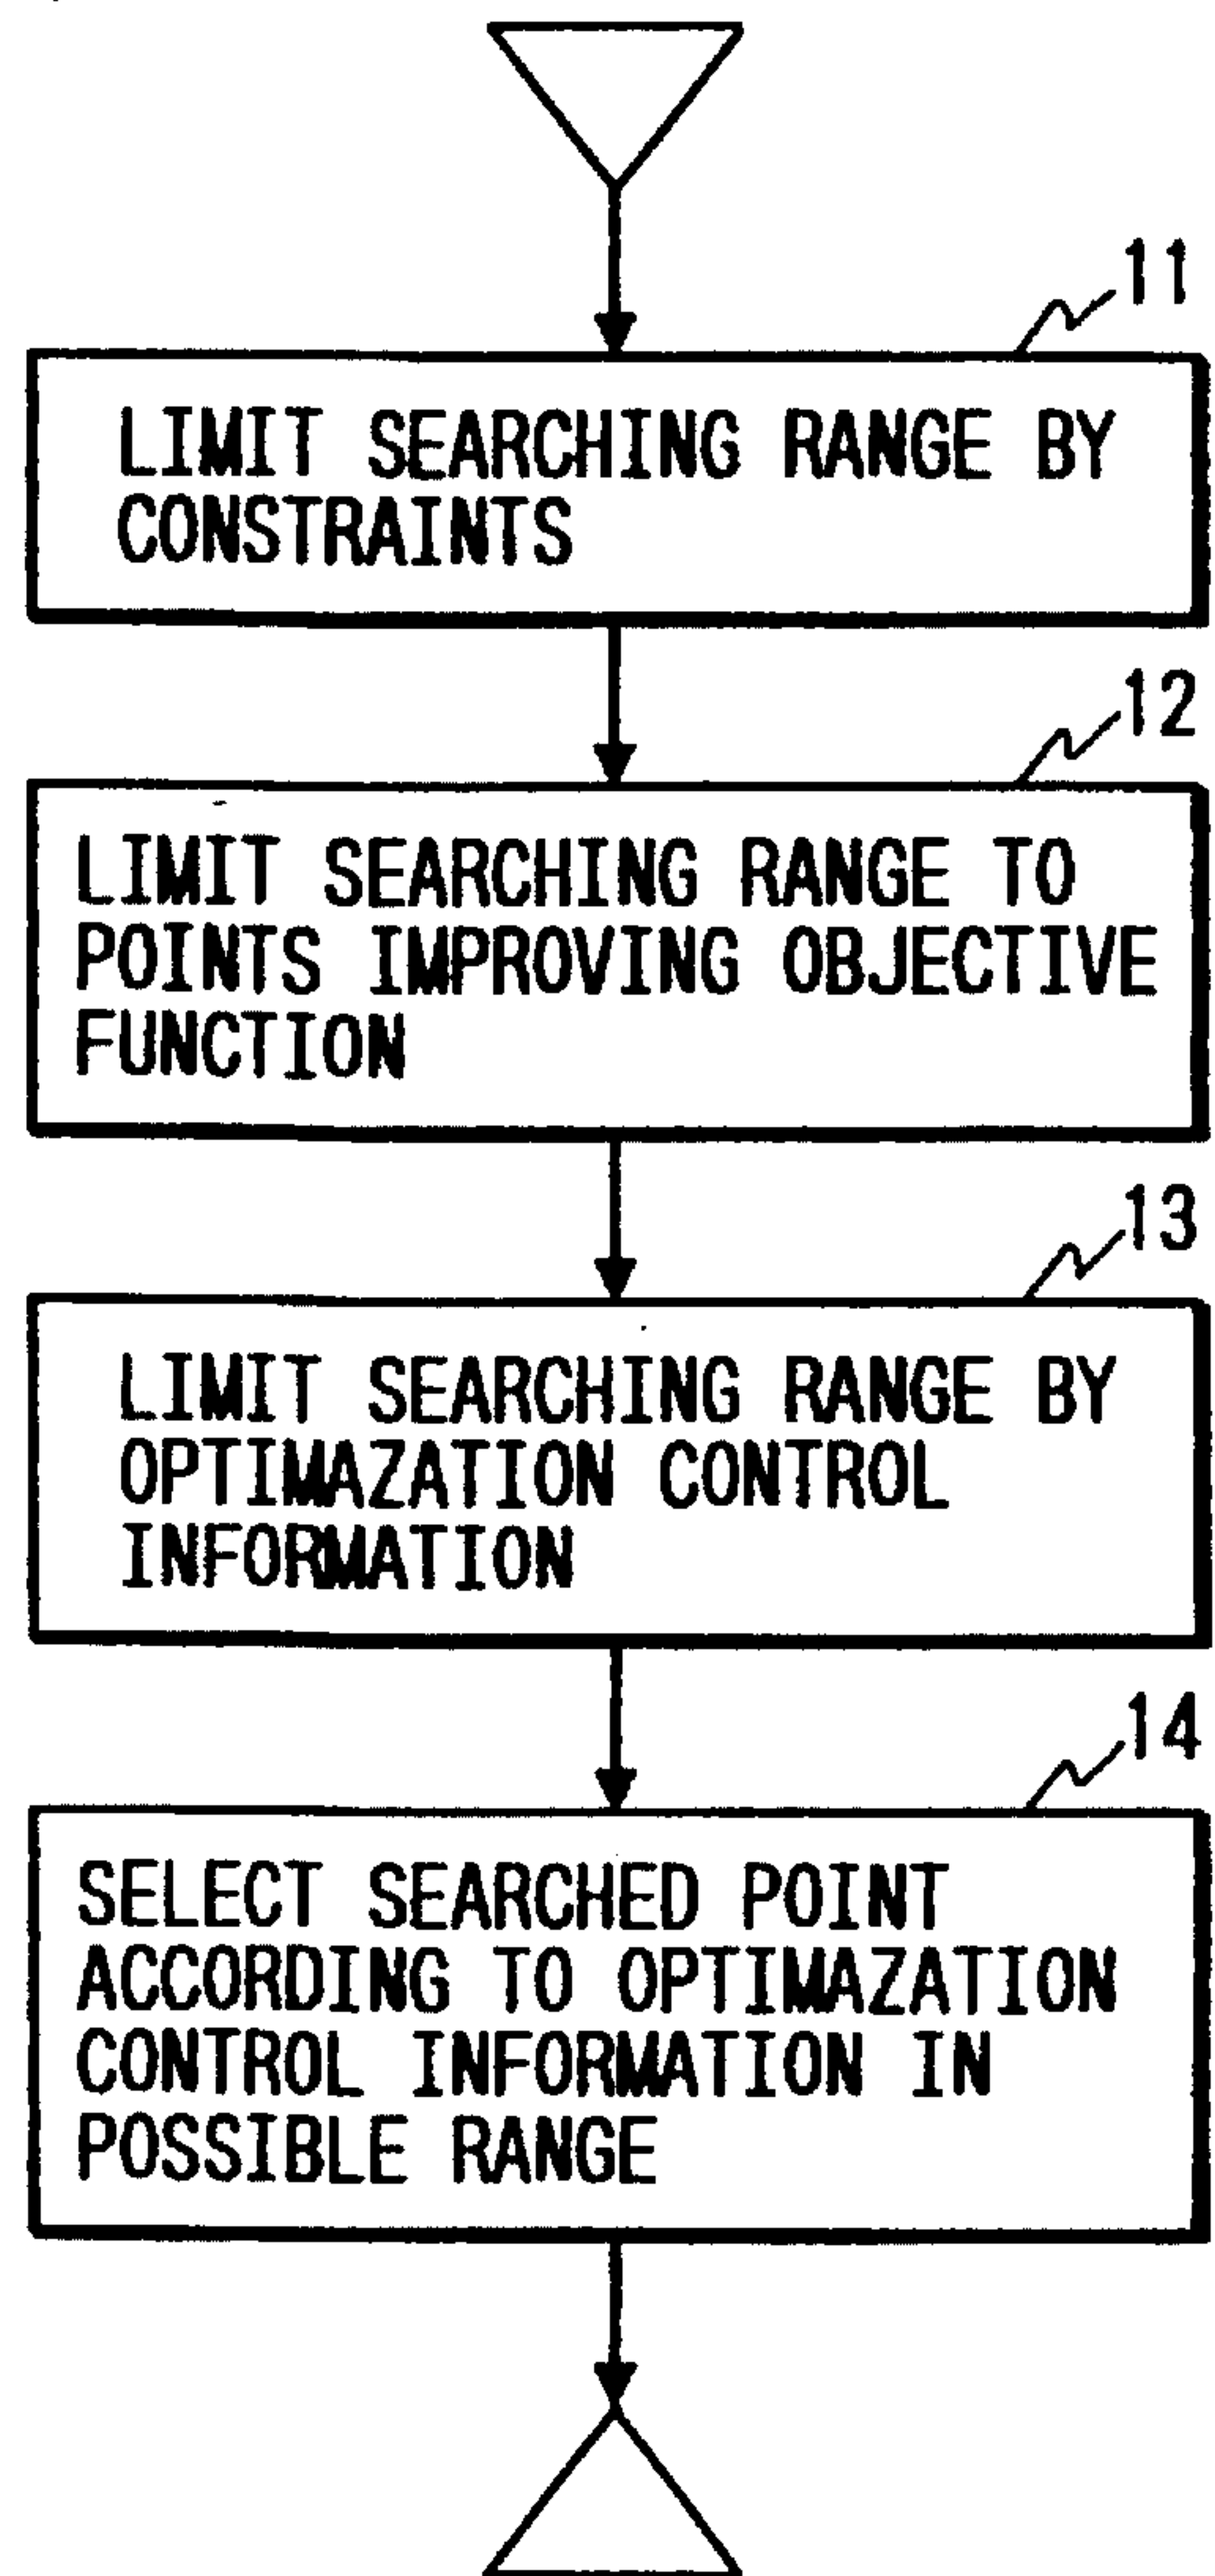 11
LIMIT SEARCHING RANGE BY
CONSTRAINTS
12
LIMIT SEARCHING RANGE TO
POINTS IMPROVING OBJECTIVE
FUNCTION
13
LIMIT SEARCHING RANGE BY
OPTIMAZATION CONTROL
INFORMATION
14
SELECT SEARCHED POINT
ACCORDING TO OPTIMAZATION
CONTROL INFORMATION IN
POSSIBLE RANGE